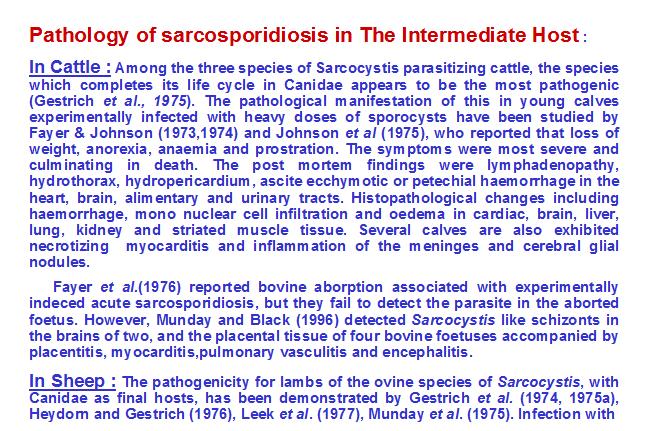 Pathology of sarcosporidiosis in The Intermediate Host :
In Cattle : Among the three species of Sarcocystis parasitizing cattle, the species
which completes its life cycle in Canidae appears to be the most pathogenic
(Gestrich et al., 1975). The pathological manifestation of this in young calves
experimentally infected with heavy doses of sporocysts have been studied by
Fayer & Johnson (1973,1974) and Johnson et al (1975), who reported that loss of
weight, anorexia, anaemia and prostration. The symptoms were most severe and
culminating in death. The post mortem findings were lymphadenopathy,
hydrothorax, hydropericardium, ascite ecchymotic or petechial haemorrhage in the
heart, brain, alimentary and urinary tracts. Histopathological changes including
haemorrhage, mono nuclear cell infiltration and oedema in cardiac, brain, liver,
lung, kidney and striated muscle tissue. Several calves are also exhibited
necrotizing myocarditis and inflammation of the meninges and cerebral glial
nodules.
Fayer et al.(1976) reported bovine aborption associated with experimentally
indeced acute sarcosporidiosis, but they fail to detect the parasite in the aborted
foetus. However, Munday and Black (1996) detected Sarcocystis like schizonts in
the brains of two, and the placental tissue of four bovine foetuses accompanied by
placentitis, myocarditis,pulmonary vasculitis and encephalitis.
In Sheep : The pathogenicity for lambs of the ovine species of Sarcocystis, with
Canidae as final hosts, has been demonstrated by Gestrich et al. (1974, 1975a),
Heydorn and Gestrich (1976), Leek et al. (1977), Munday et al. (1975). Infection with